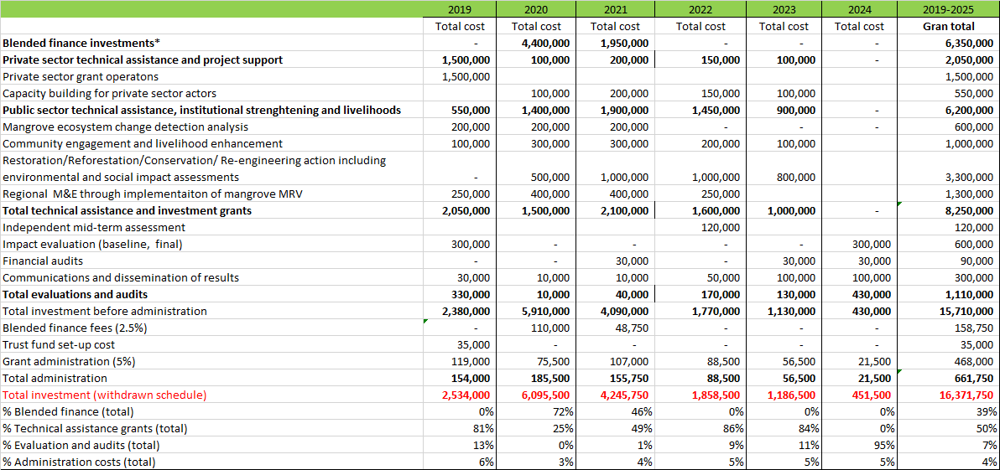 2019 2020 2021 2022 2023 2024 2019-2025
Total cost Total cost Total cost Total cost Total cost Total cost Gran total
Blended finance investments* - 4,400,000 1,950,000 - - - 6,350,000
Private sector technical assistance and project support 1,500,000 100,000 200,000 150,000 100,000 - 2,050,000
Private sector grant operatons 1,500,000 1,500,000
Capacity building for private sector actors 100,000 200,000 150,000 100,000 550,000
Public sector technical assistance, institutional strenghtening and livelihoods 550,000 1,400,000 1,900,000 1,450,000 900,000 - 6,200,000
Mangrove ecosystem change detection analysis 200,000 200,000 200,000 - - - 600,000
Community engagement and livelihood enhancement 100,000 300,000 300,000 200,000 100,000 1,000,000
Restoration/Reforestation/Conservation/ Re-engineering action including
environmental and social impact assessments - 500,000 1,000,000 1,000,000 800,000 3,300,000
Regional M&E through implementaiton of mangrove MRV 250,000 400,000 400,000 250,000 1,300,000
Total technical assistance and investment grants 2,050,000 1,500,000 2,100,000 1,600,000 1,000,000 - 8,250,000
Independent mid-term assessment 120,000 120,000
Impact evaluation (baseline, final) 300,000 - - - - 300,000 600,000
Financial audits - - 30,000 - 30,000 30,000 90,000
Communications and dissemination of results 30,000 10,000 10,000 50,000 100,000 100,000 300,000
Total evaluations and audits 330,000 10,000 40,000 170,000 130,000 430,000 1,110,000
Total investment before administration 2,380,000 5,910,000 4,090,000 1,770,000 1,130,000 430,000 15,710,000
Blended finance fees (2.5%) - 110,000 48,750 - - - 158,750
Trust fund set-up cost 35,000 - - - - - 35,000
Grant administration (5%) 119,000 75,500 107,000 88,500 56,500 21,500 468,000
Total administration 154,000 185,500 155,750 88,500 56,500 21,500 661,750
Total investment (withdrawn schedule) 2,534,000 6,095,500 4,245,750 1,858,500 1,186,500 451,500 16,371,750
% Blended finance (total) 0% 72% 46% 0% 0% 0% 39%
% Technical assistance grants (total) 81% 25% 49% 86% 84% 0% 50%
% Evaluation and audits (total) 13% 0% 1% 9% 11% 95% 7%
% Administration costs (total) 6% 3% 4% 5% 5% 5% 4%